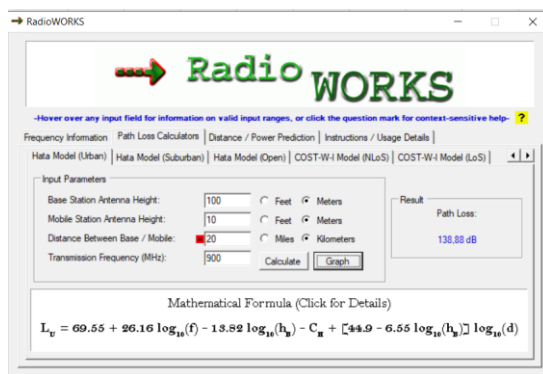 RadioWORKS
Radio WORKS
-Hover over any input field for information on valid input ranges, or click the question mark for context-sensitive help- ?
Frequency Information Path Loss Calculators Distance / Power Prediction Instructions / Usage Details
Hata Model (Urban) Hata Model (Suburban) Hata Model (Open) COST-W-I Model (NLoS) COST-W-I Model (LoS)
Input Parameters
Base Station Antenna Height: 100 Feet Meters
Mobile Station Antenna Height: 10 Feet Meters
Distance Between Base / Mobile: 20 Miles Kilometers
Transmission Frequency (MHz): 900 Calculate Graph
Result
Path Loss:
138,88 dB
Mathematical Formula (Click for Details)
L_U = 69.55 + 26.16 log₁₀(f) - 13.82 log₁₀(h_B) - C_H + [44.9 - 6.55 log₁₀(h_B)] log₁₀(d)